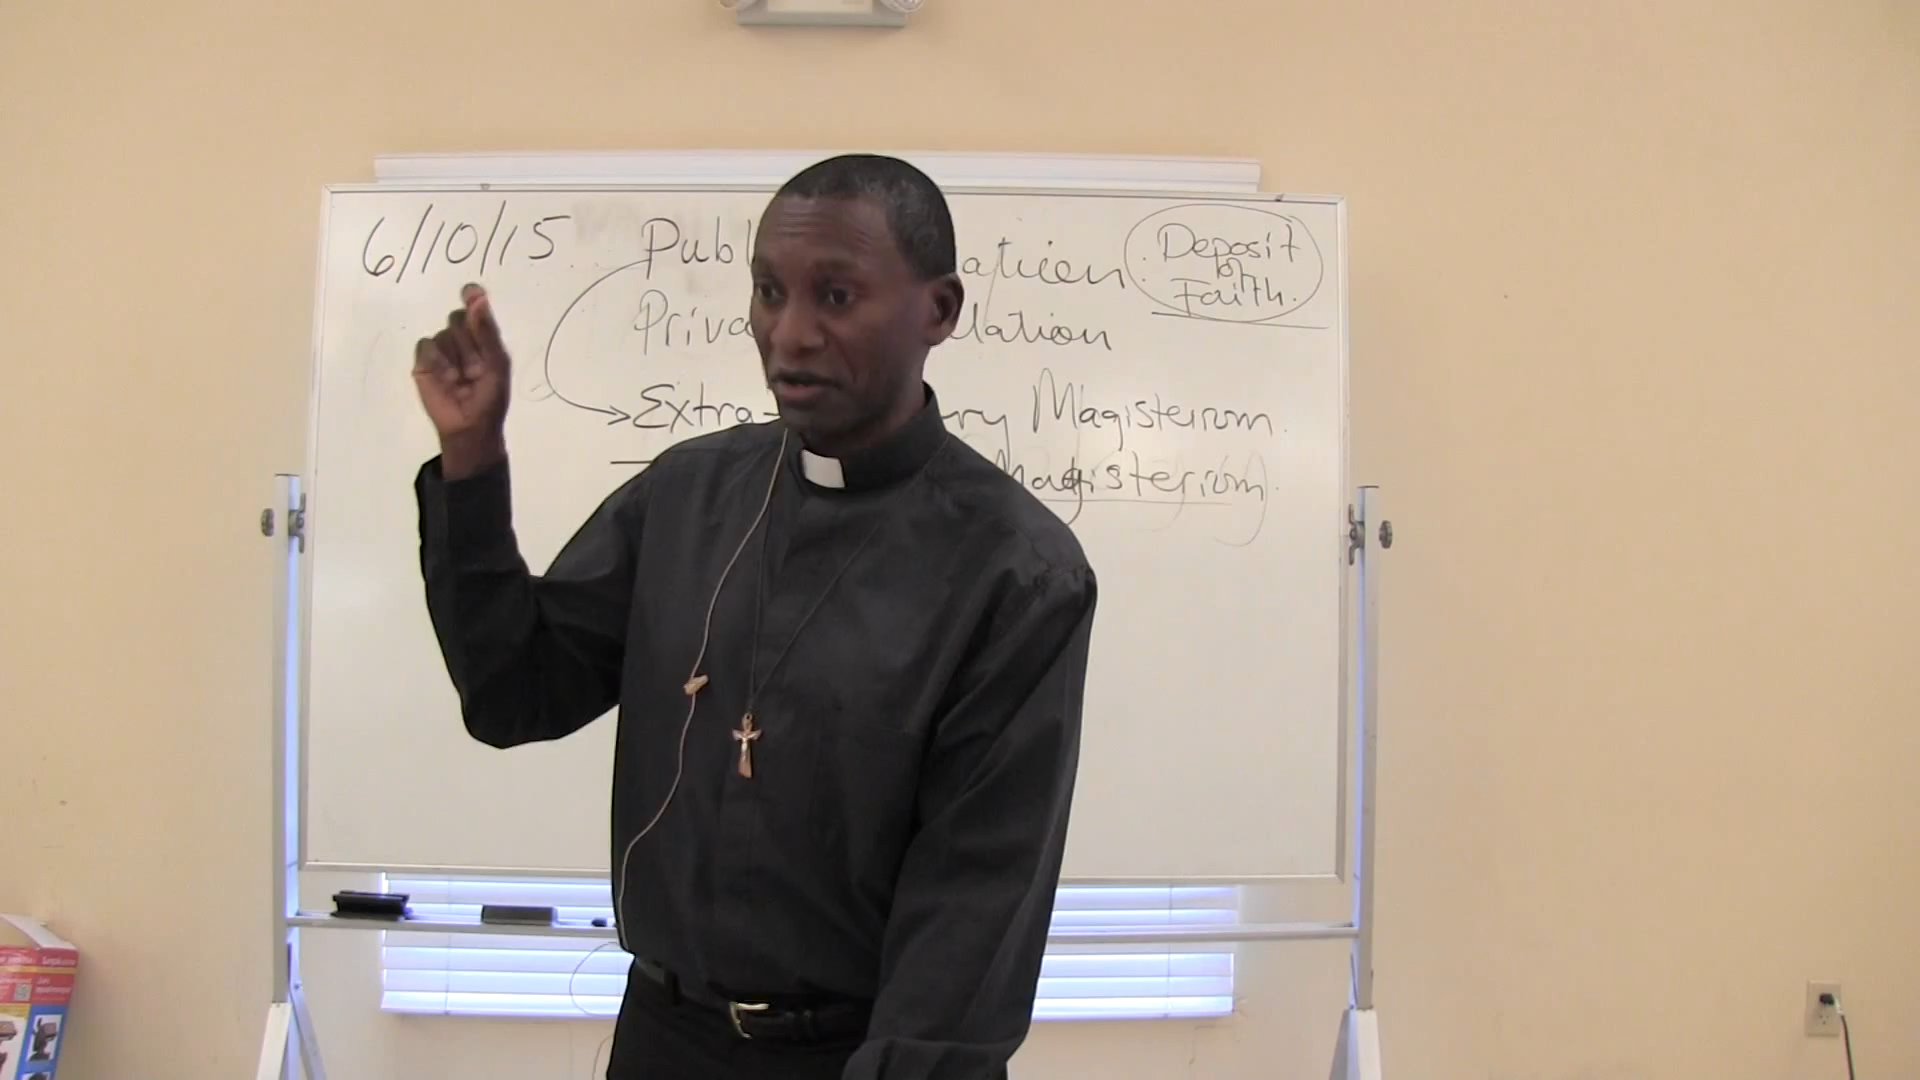 6/10/15
Publ ation
Deposit
of
Faith.
Priva lation
Extra- ry Magisterium.
Magisterium.